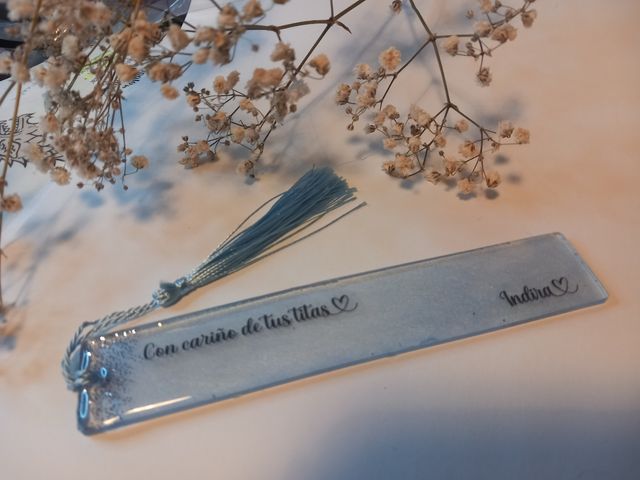 Con cariño de tus titas
Indira